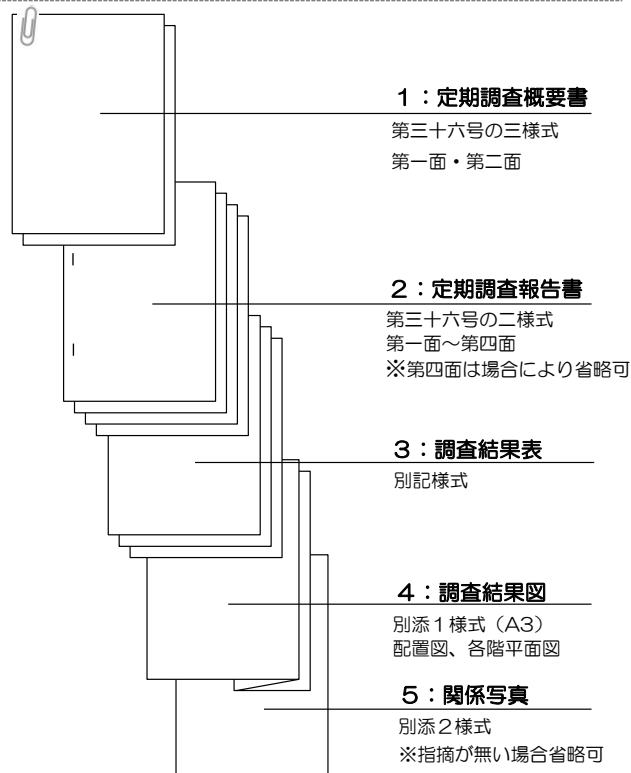 1：定期調査概要書
第三十六号の三様式
第一面・第二面
2：定期調査報告書
第三十六号の二様式
第一面～第四面
※第四面は場合により省略可
3：調査結果表
別記様式
4：調査結果図
別添1様式（A3）
配置図、各階平面図
5：関係写真
別添2様式
※指摘が無い場合省略可